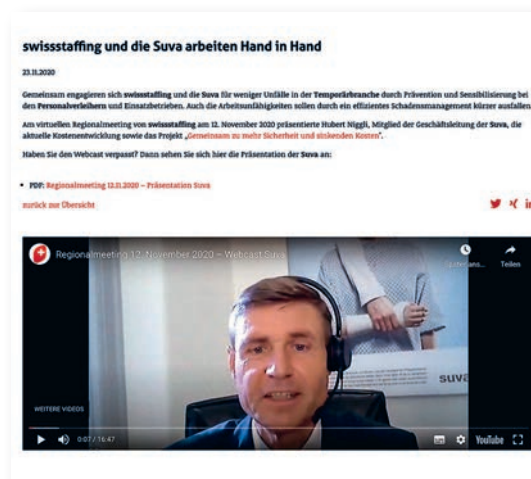 swissstaffing und die Suva arbeiten Hand in Hand
23.11.2020
Gemeinsam engagieren sich swissstaffing und die Suva für weniger Unfälle in der Temporärbranche durch Prävention und Sensibilisierung bei
den Personalverleihern und Einsatzbetrieben. Auch die Arbeitsunfähigkeiten sollen durch ein effizientes Schadensmanagement kürzer ausfallen
Am virtuellen Regionalmeeting von swissstaffing am 12. November 2020 präsentierte Hubert Niggli, Mitglied der Geschäftsleitung der Suva, die
aktuelle Kostenentwicklung sowie das Projekt „Gemeinsam zu mehr Sicherheit und sinkenden Kosten“.
Haben Sie den Webcast verpasst? Dann sehen Sie sich hier die Präsentation der Suva an:
• PDF: Regionalmeeting 12.11.2020 – Präsentation Suva
zurück zur Übersicht
Regionalmeeting 12. November 2020 – Webcast Suva
Später ans...
Teilen
suva
WEITERE VIDEOS
0:07 / 16:47
YouTube